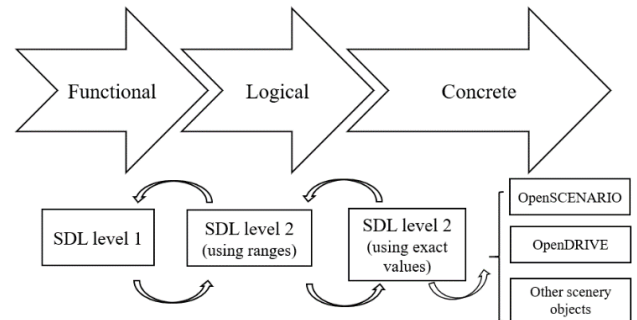 Functional
Logical
Concrete
SDL level 1
SDL level 2
(using ranges)
SDL level 2
(using exact
values)
OpenSCENARIO
OpenDRIVE
Other scenery
objects